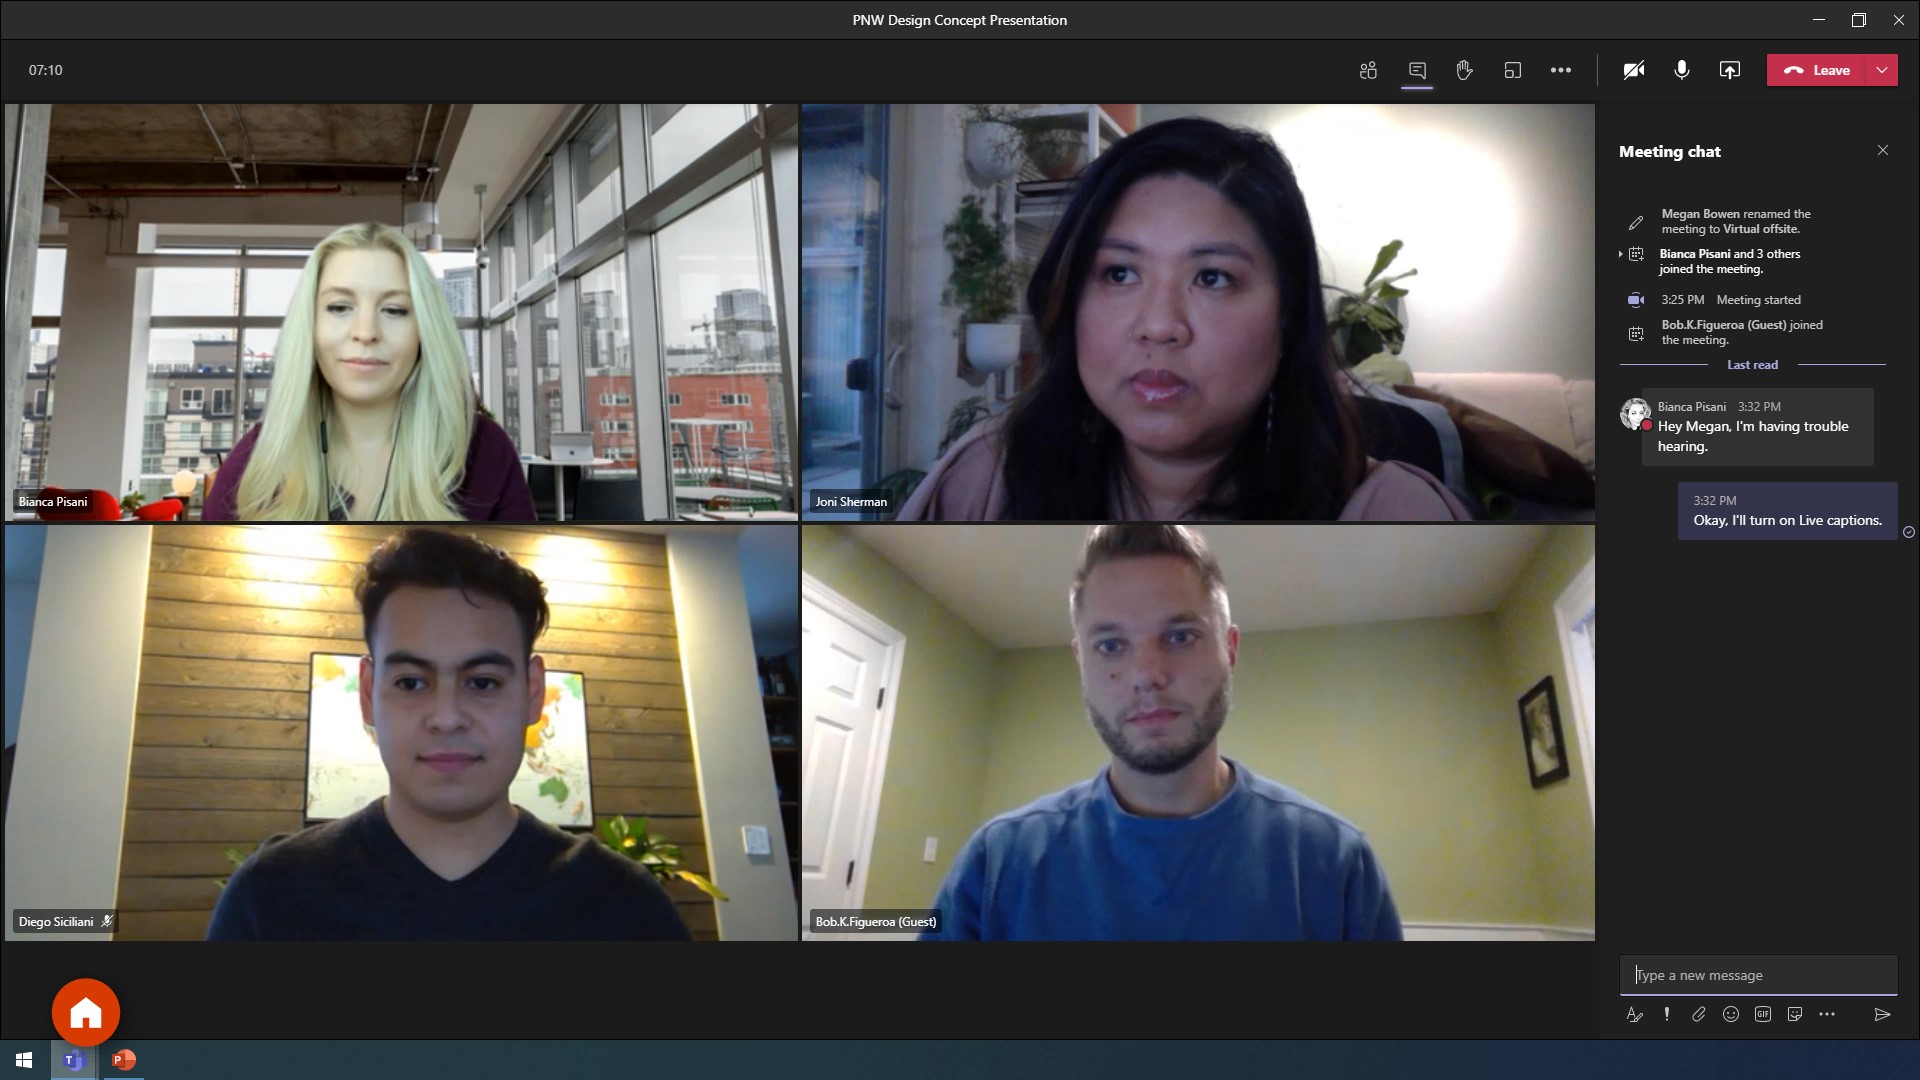 PNW Design Concept Presentation
07:10
Leave
Bianca Pisani
Joni Sherman
Diego Siciliani
Bob.K.Figueroa (Guest)
Meeting chat
Megan Bowen renamed the
meeting to Virtual offsite.
Bianca Pisani and 3 others
joined the meeting.
3:25 PM Meeting started
Bob.K.Figueroa (Guest) joined
the meeting.
Last read
Bianca Pisani 3:32 PM
Hey Megan, I'm having trouble
hearing.
3:32 PM
Okay, I'll turn on Live captions.
Type a new message
GIF
T
P